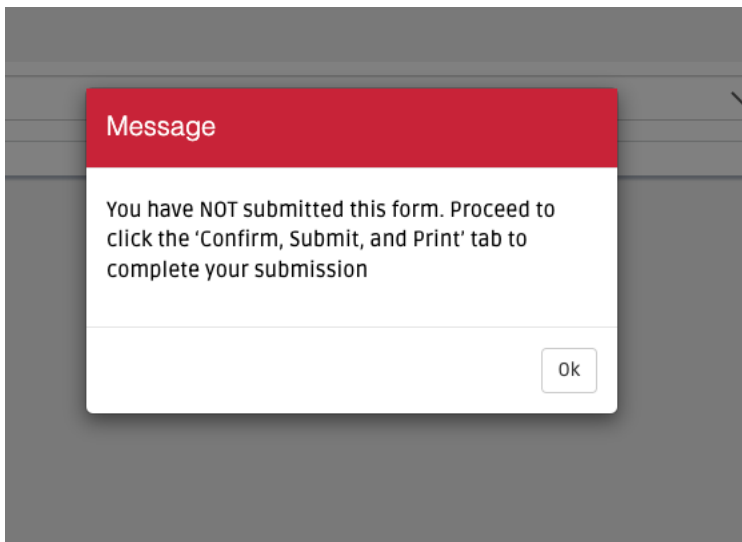 Message
You have NOT submitted this form. Proceed to
click the ‘Confirm, Submit, and Print’ tab to
complete your submission
Ok